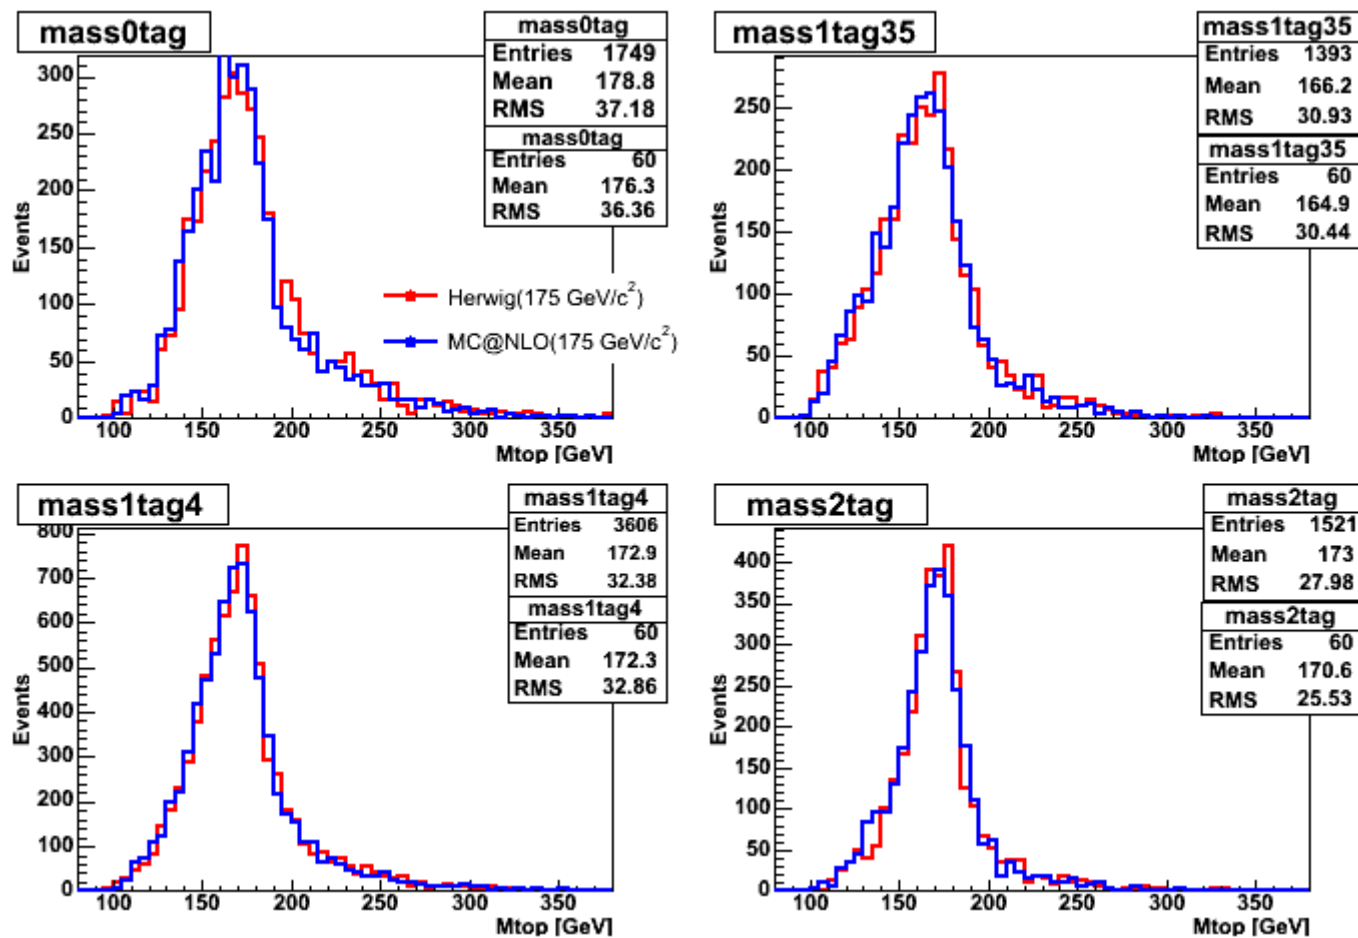 mass0tag
mass0tag
Entries 1749
Mean 178.8
RMS 37.18
mass0tag
Entries 60
Mean 176.3
RMS 36.36
Herwig(175 GeV/c²)
MC@NLO(175 GeV/c²)
Events
300
250
200
150
100
50
0
100 150 200 250 300 350
Mtop [GeV]
mass1tag35
mass1tag35
Entries 1393
Mean 166.2
RMS 30.93
mass1tag35
Entries 60
Mean 164.9
RMS 30.44
Events
250
200
150
100
50
0
100 150 200 250 300 350
Mtop [GeV]
mass1tag4
mass1tag4
Entries 3606
Mean 172.9
RMS 32.38
mass1tag4
Entries 60
Mean 172.3
RMS 32.86
Events
800
700
600
500
400
300
200
100
0
100 150 200 250 300 350
Mtop [GeV]
mass2tag
mass2tag
Entries 1521
Mean 173
RMS 27.98
mass2tag
Entries 60
Mean 170.6
RMS 25.53
Events
400
350
300
250
200
150
100
50
0
100 150 200 250 300 350
Mtop [GeV]